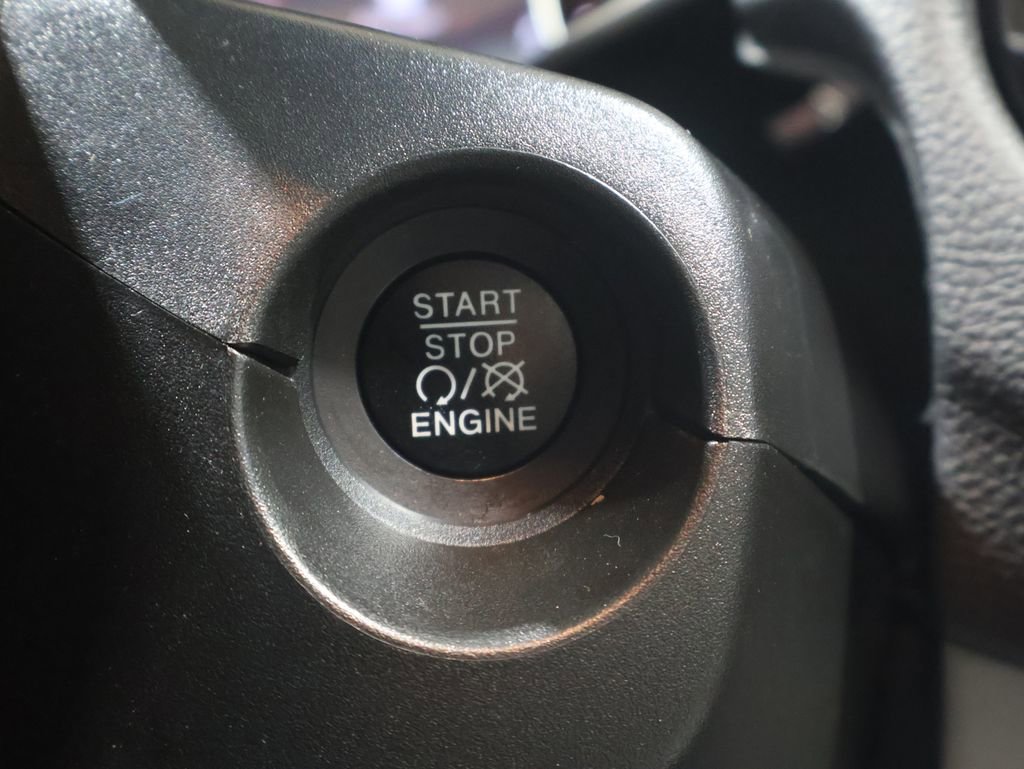 START
STOP
/
ENGINE